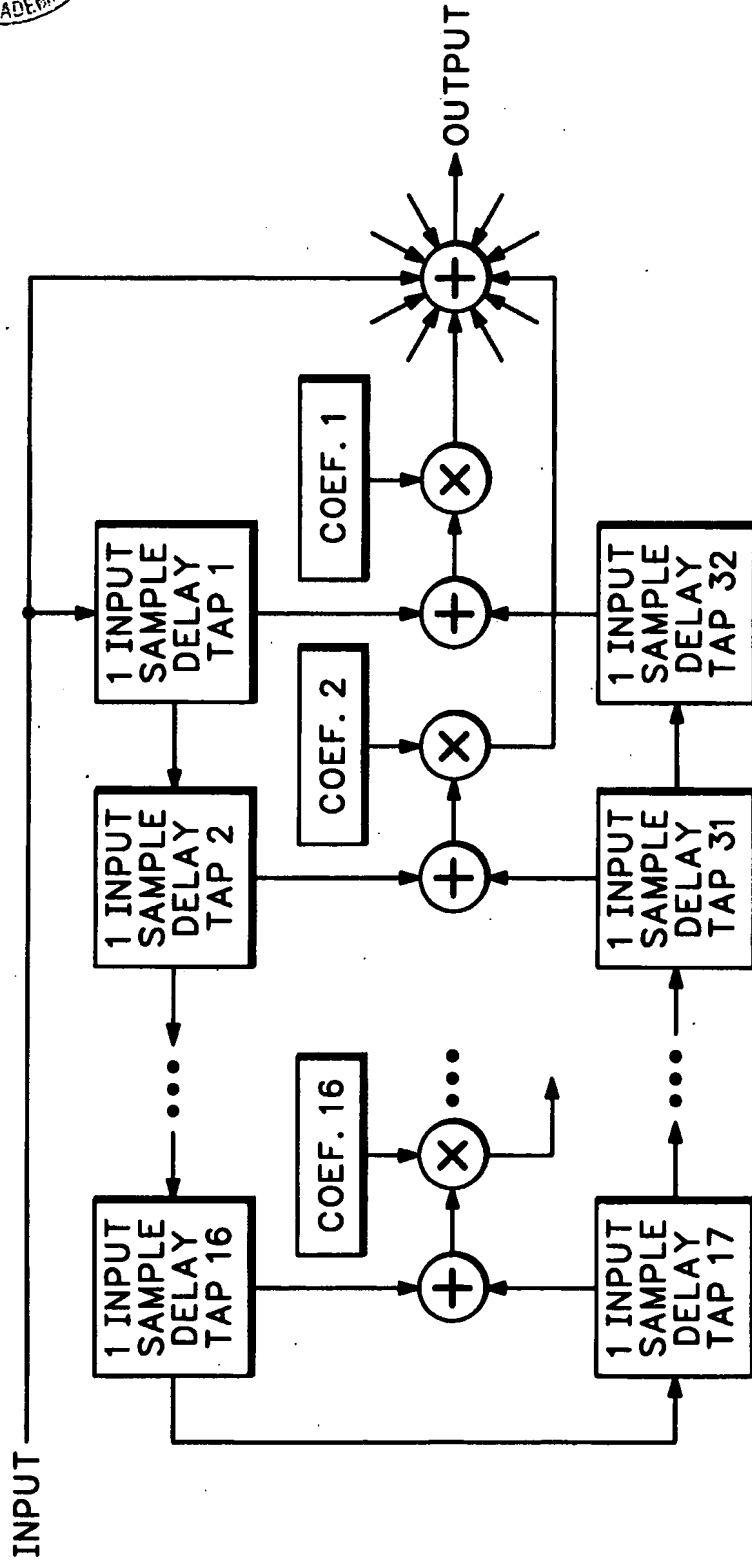 INPUT
OUTPUT
1 INPUT
SAMPLE
DELAY
TAP 16
1 INPUT
SAMPLE
DELAY
TAP 2
1 INPUT
SAMPLE
DELAY
TAP 1
COEF. 16
COEF. 2
COEF. 1
1 INPUT
SAMPLE
DELAY
TAP 17
1 INPUT
SAMPLE
DELAY
TAP 31
1 INPUT
SAMPLE
DELAY
TAP 32